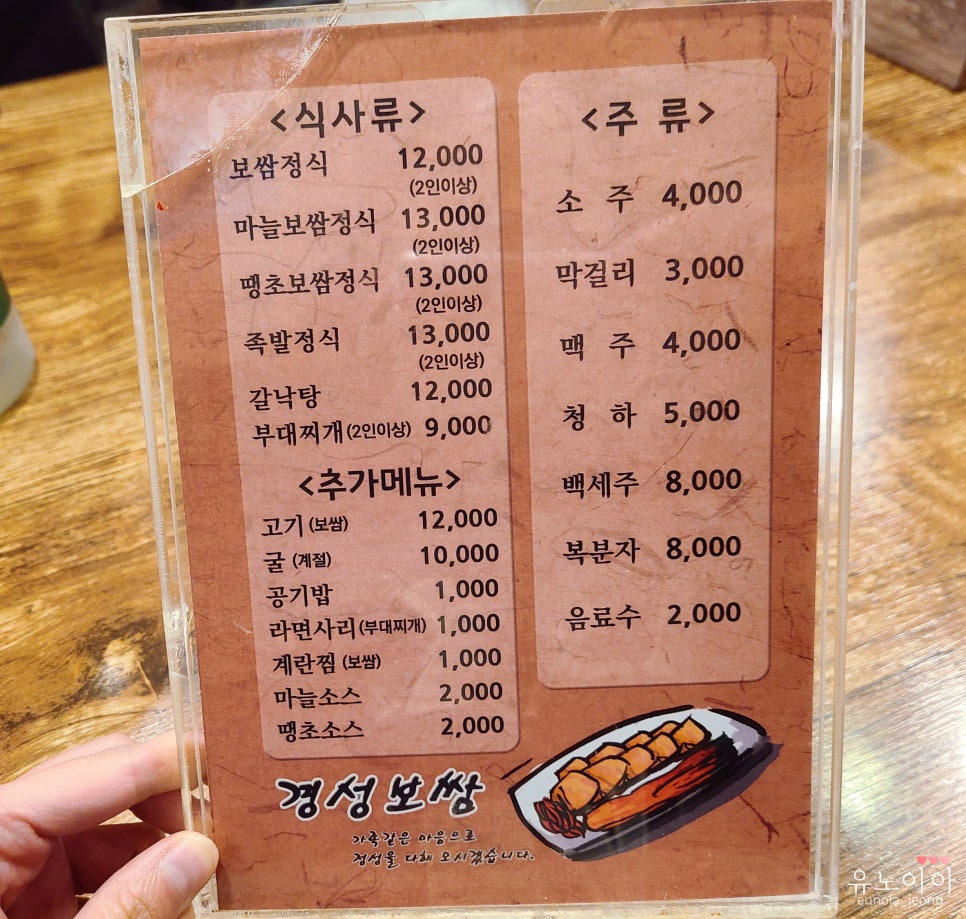 <식사류>
보쌈정식 12,000
(2인이상)
마늘보쌈정식 13,000
(2인이상)
땡초보쌈정식 13,000
(2인이상)
족발정식 13,000
(2인이상)
갈낙탕 12,000
부대찌개(2인이상) 9,000
<추가메뉴>
고기 (보쌈) 12,000
굴 (계절) 10,000
공기밥 1,000
라면사리(부대찌개) 1,000
계란찜 (보쌈) 1,000
마늘소스 2,000
땡초소스 2,000
<주 류>
소 주 4,000
막걸리 3,000
맥 주 4,000
청 하 5,000
백세주 8,000
복분자 8,000
음료수 2,000
경성보쌈
가족같은 마음으로
정성을 다해 모시겠습니다.
유노이아
eunoia_jeong